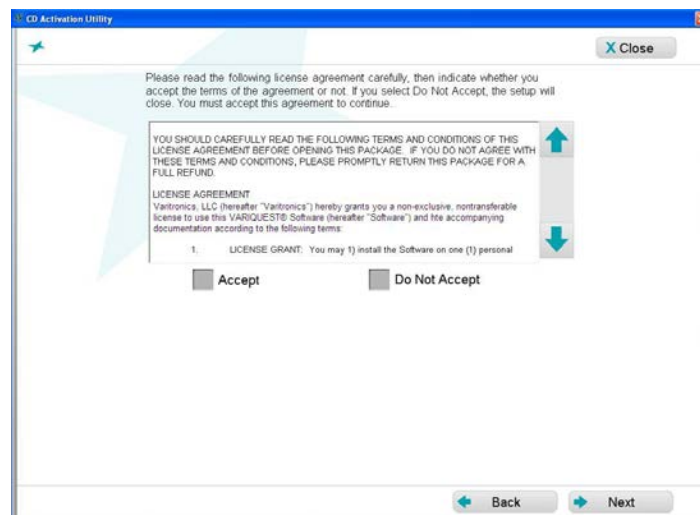 CD Activation Utility
X Close
Please read the following license agreement carefully, then indicate whether you
accept the terms of the agreement or not. If you select Do Not Accept, the setup will
close. You must accept this agreement to continue.
YOU SHOULD CAREFULLY READ THE FOLLOWING TERMS AND CONDITIONS OF THIS
LICENSE AGREEMENT BEFORE OPENING THIS PACKAGE. IF YOU DO NOT AGREE WITH
THESE TERMS AND CONDITIONS, PLEASE PROMPTLY RETURN THIS PACKAGE FOR A
FULL REFUND.
LICENSE AGREEMENT
Varitronics, LLC (hereafter "Varitronics") hereby grants you a non-exclusive, nontransferable
license to use this VARIQUEST® Software (hereafter "Software") and hte accompanying
documentation according to the following terms:
1. LICENSE GRANT: You may 1) install the Software on one (1) personal
Accept Do Not Accept
Back Next